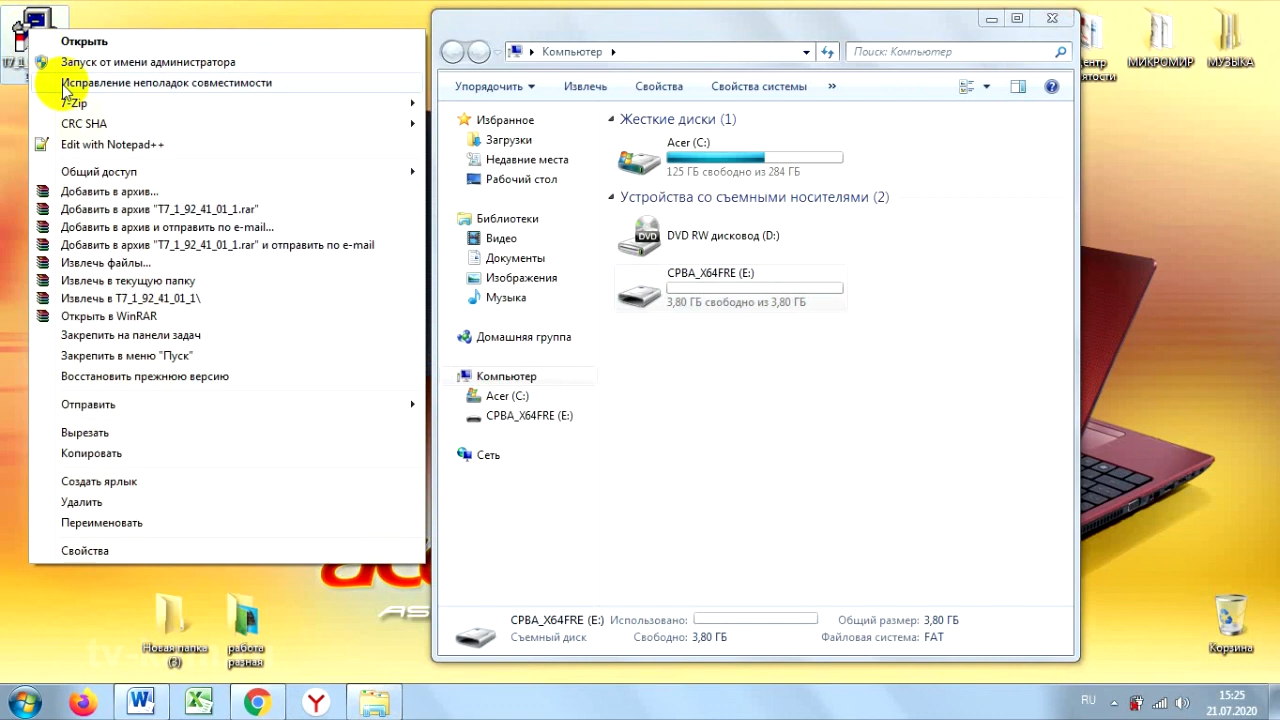 T7_1_
Открыть
Запуск от имени администратора
Исправление неполадок совместимости
7-Zip
CRC SHA
Edit with Notepad++
Общий доступ
Добавить в архив...
Добавить в архив "T7_1_92_41_01_1.rar"
Добавить в архив и отправить по e-mail...
Добавить в архив "T7_1_92_41_01_1.rar" и отправить по e-mail
Извлечь файлы...
Извлечь в текущую папку
Извлечь в T7_1_92_41_01_1\
Открыть в WinRAR
Закрепить на панели задач
Закрепить в меню "Пуск"
Восстановить прежнюю версию
Отправить
Вырезать
Копировать
Создать ярлык
Удалить
Переименовать
Свойства
Компьютер
Поиск: Компьютер
Упорядочить
Извлечь
Свойства
Свойства системы
»
Избранное
Загрузки
Недавние места
Рабочий стол
Библиотеки
Видео
Документы
Изображения
Музыка
Домашняя группа
Компьютер
Acer (C:)
CPBA_X64FRE (E:)
Сеть
Жесткие диски (1)
Acer (C:)
125 ГБ свободно из 284 ГБ
Устройства со съемными носителями (2)
DVD
DVD RW дисковод (D:)
CPBA_X64FRE (E:)
3,80 ГБ свободно из 3,80 ГБ
CPBA_X64FRE (E:) Использовано:
Общий размер: 3,80 ГБ
Съемный диск
Свободно: 3,80 ГБ
Файловая система: FAT
МИКРОМИР
МУЗЫКА
Новая папка
(3)
работа
разная
Корзина
RU
15:25
21.07.2020